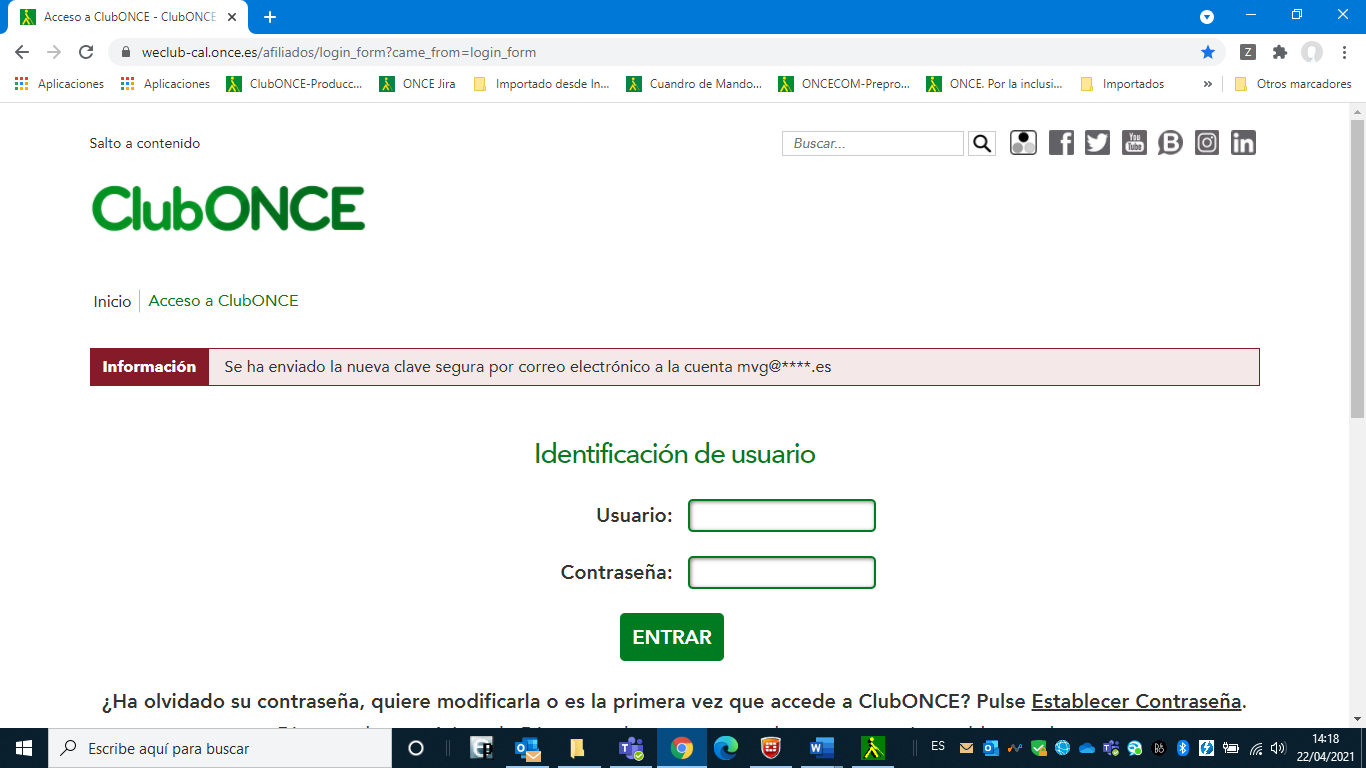 Acceso a ClubONCE - ClubONCE
weclub-cal.once.es/afiliados/login_form?came_from=login_form
Z
Aplicaciones
Aplicaciones
ClubONCE-Producc...
ONCE Jira
Importado desde In...
Cuandro de Mando...
ONCECOM-Prepro...
ONCE. Por la inclusi...
Importados
»
Otros marcadores
Salto a contenido
Buscar...
You Tube
B
in
ClubONCE
Inicio
Acceso a ClubONCE
Información
Se ha enviado la nueva clave segura por correo electrónico a la cuenta mvg@****.es
Identificación de usuario
Usuario:
Contraseña:
ENTRAR
¿Ha olvidado su contraseña, quiere modificarla o es la primera vez que accede a ClubONCE? Pulse Establecer Contraseña.
Escribe aquí para buscar
ES
14:18
22/04/2021